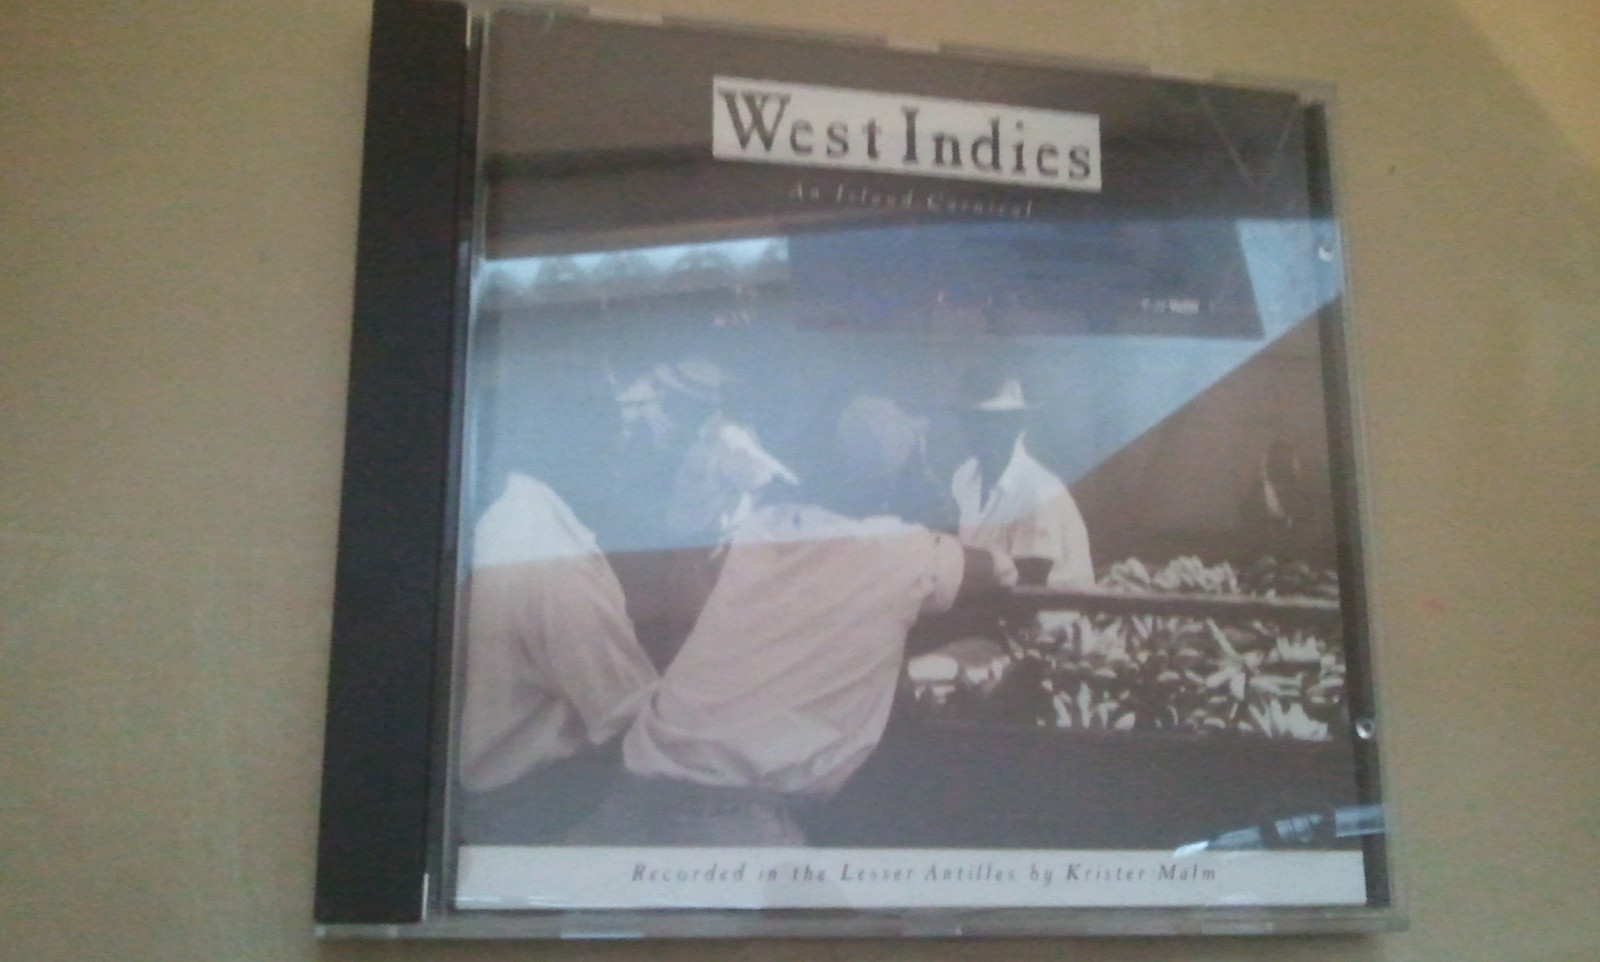 West Indies
An Island Carnival
Recorded in the Lesser Antilles by Krister Malm